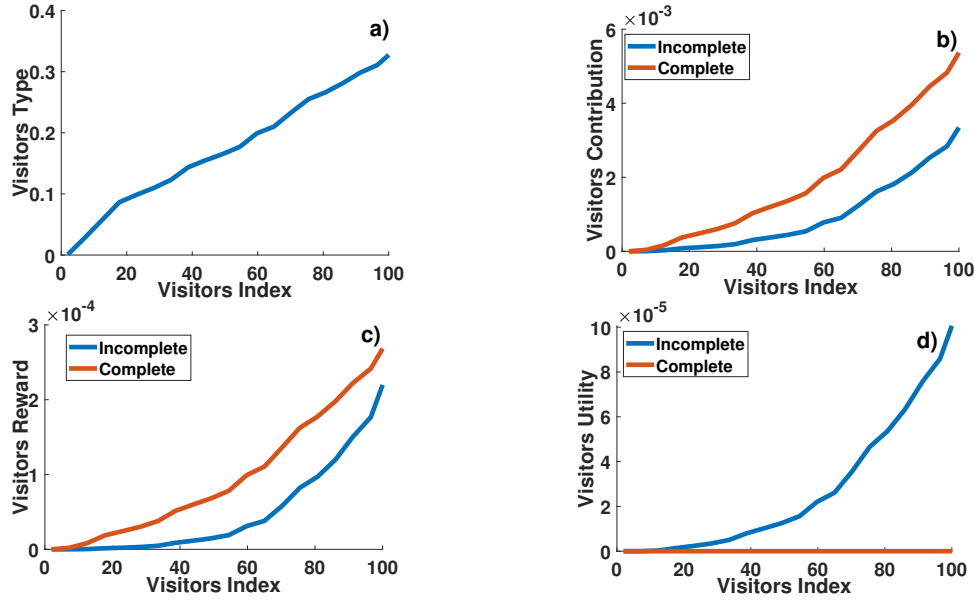 a)
0.4
0.3
0.2
0.1
0
Visitors Type
0 20 40 60 80 100
Visitors Index
×10-3
b)
6
4
2
0
Visitors Contribution
Incomplete
Complete
0 20 40 60 80 100
Visitors Index
×10-4
c)
3
2
1
0
Visitors Reward
Incomplete
Complete
0 20 40 60 80 100
Visitors Index
×10-5
d)
10
8
6
4
2
0
Visitors Utility
Incomplete
Complete
0 20 40 60 80 100
Visitors Index